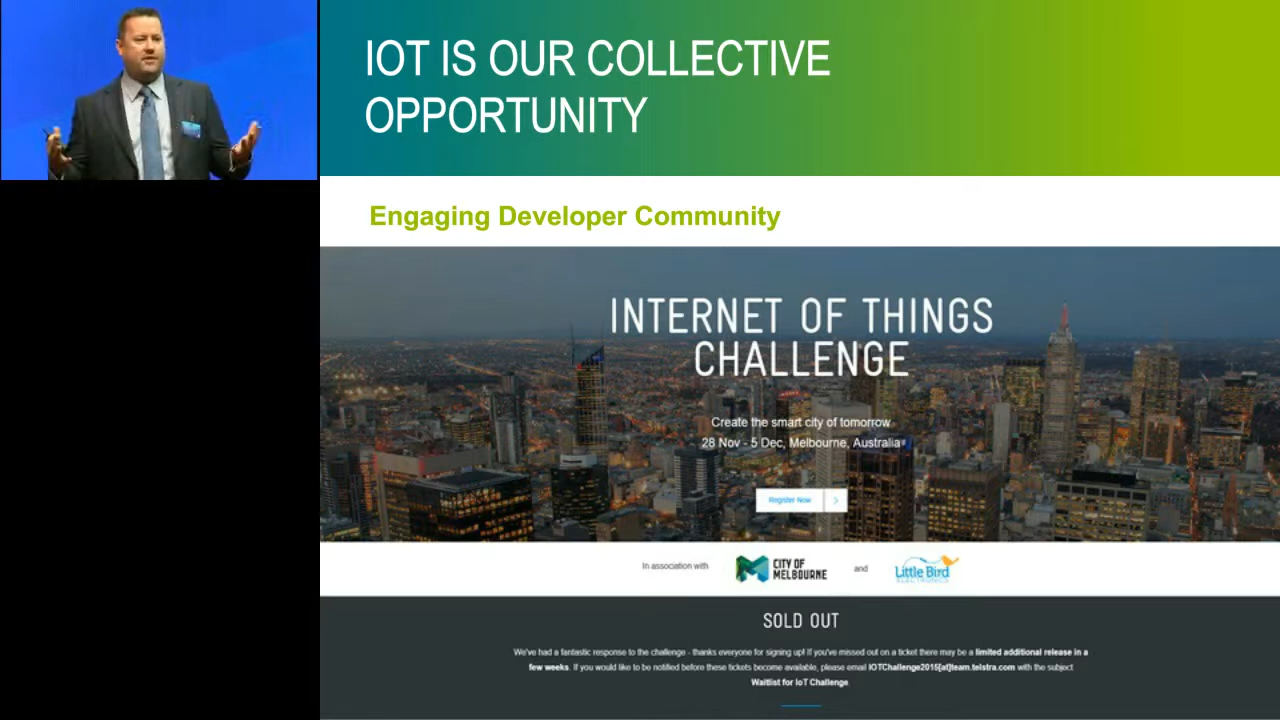 IOT IS OUR COLLECTIVE
OPPORTUNITY
Engaging Developer Community
INTERNET OF THINGS
CHALLENGE
Create the smart city of tomorrow
28 Nov - 5 Dec, Melbourne, Australia
Register Now
In association with
CITY OF
MELBOURNE
and
Little Bird
ELECTRONICS
SOLD OUT
We've had a fantastic response to the challenge - thanks everyone for signing up! If you've missed out on a ticket there may be a limited additional release in a
few weeks. If you would like to be notified before these tickets become available, please email IOTChallenge2015[at]team.telstra.com with the subject
Waitlist for IoT Challenge.